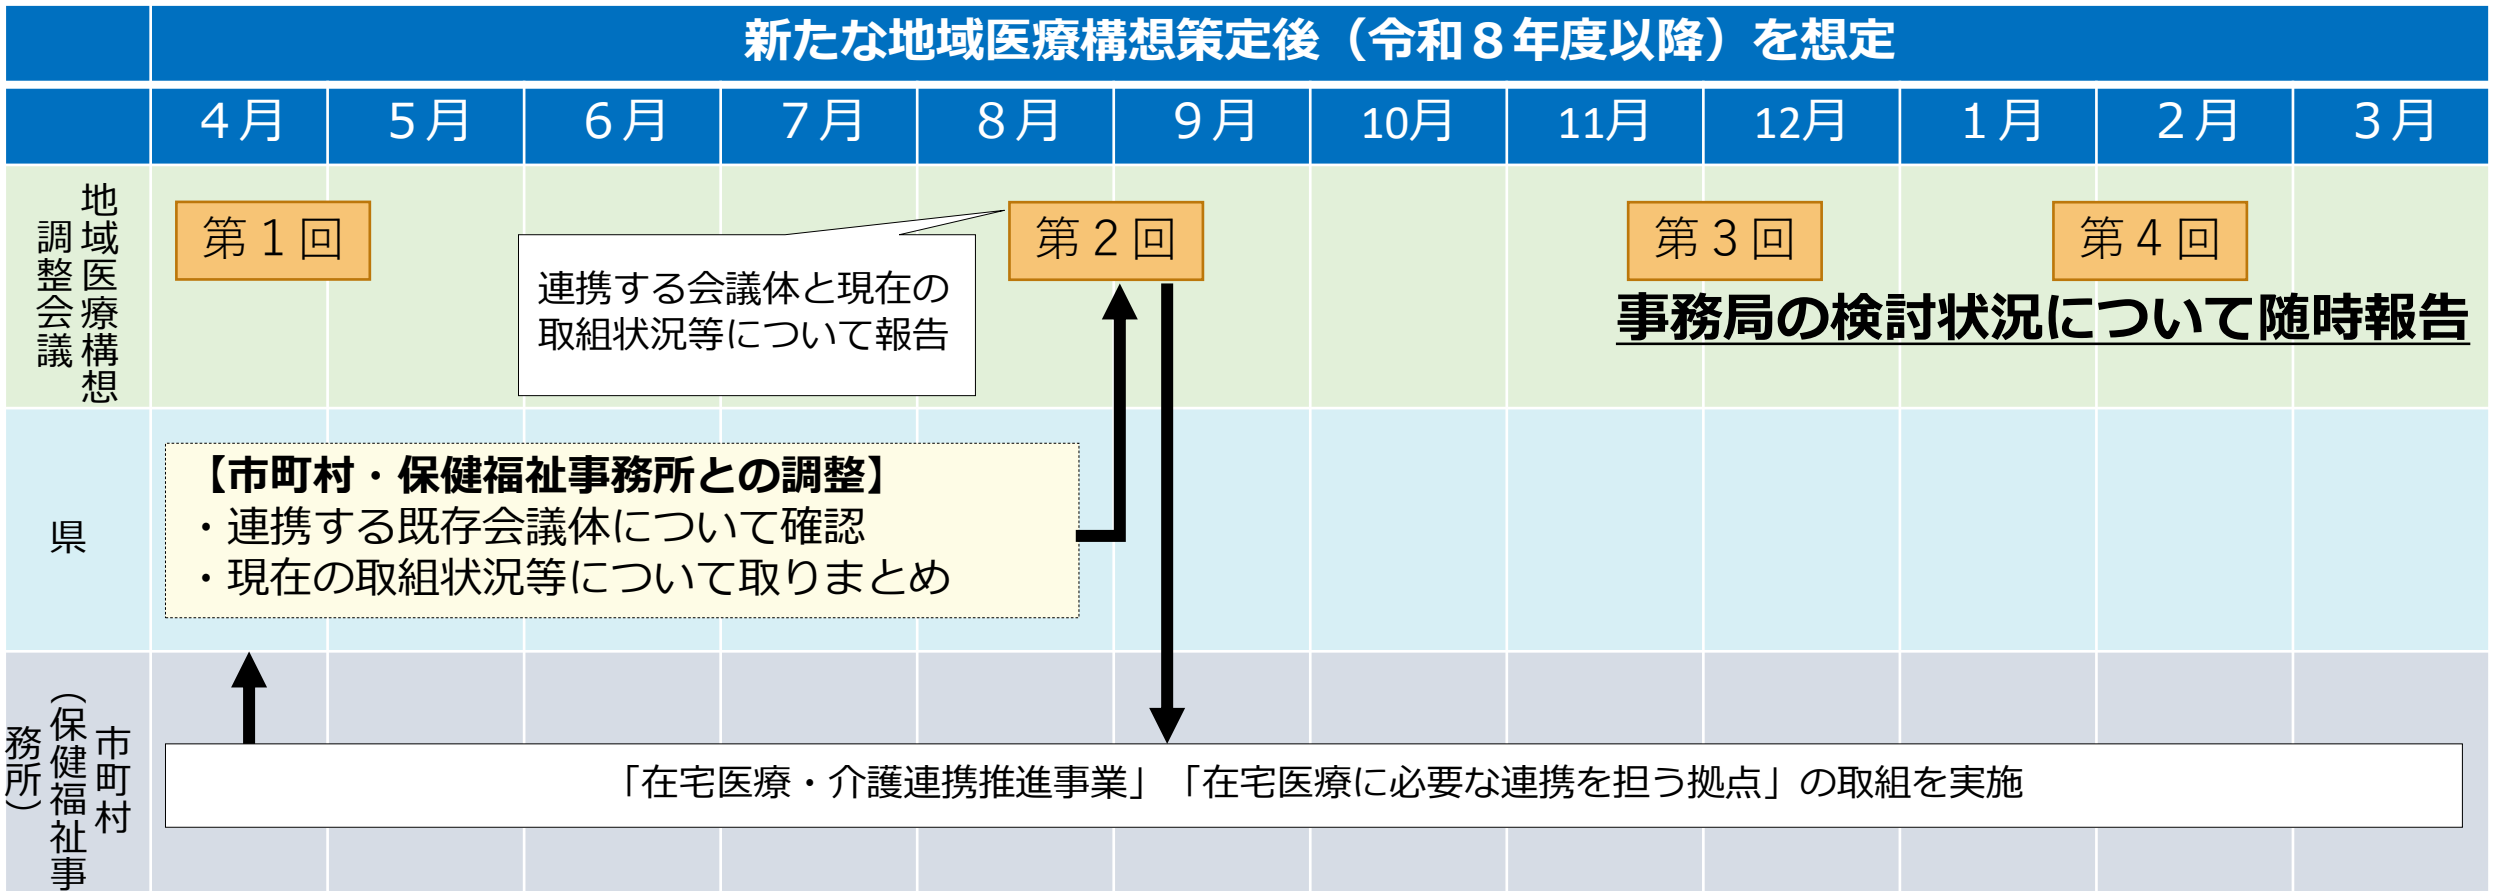 新たな地域医療構想策定後（令和８年度以降）を想定
４月
５月
６月
７月
８月
９月
10月
11月
12月
１月
２月
３月
地域医療構想
調整会議
第１回
第２回
第３回
第４回
連携する会議体と現在の
取組状況等について報告
事務局の検討状況について随時報告
県
【市町村・保健福祉事務所との調整】
・連携する既存会議体について確認
・現在の取組状況等について取りまとめ
市町村
（保健福祉事
務所）
「在宅医療・介護連携推進事業」「在宅医療に必要な連携を担う拠点」の取組を実施